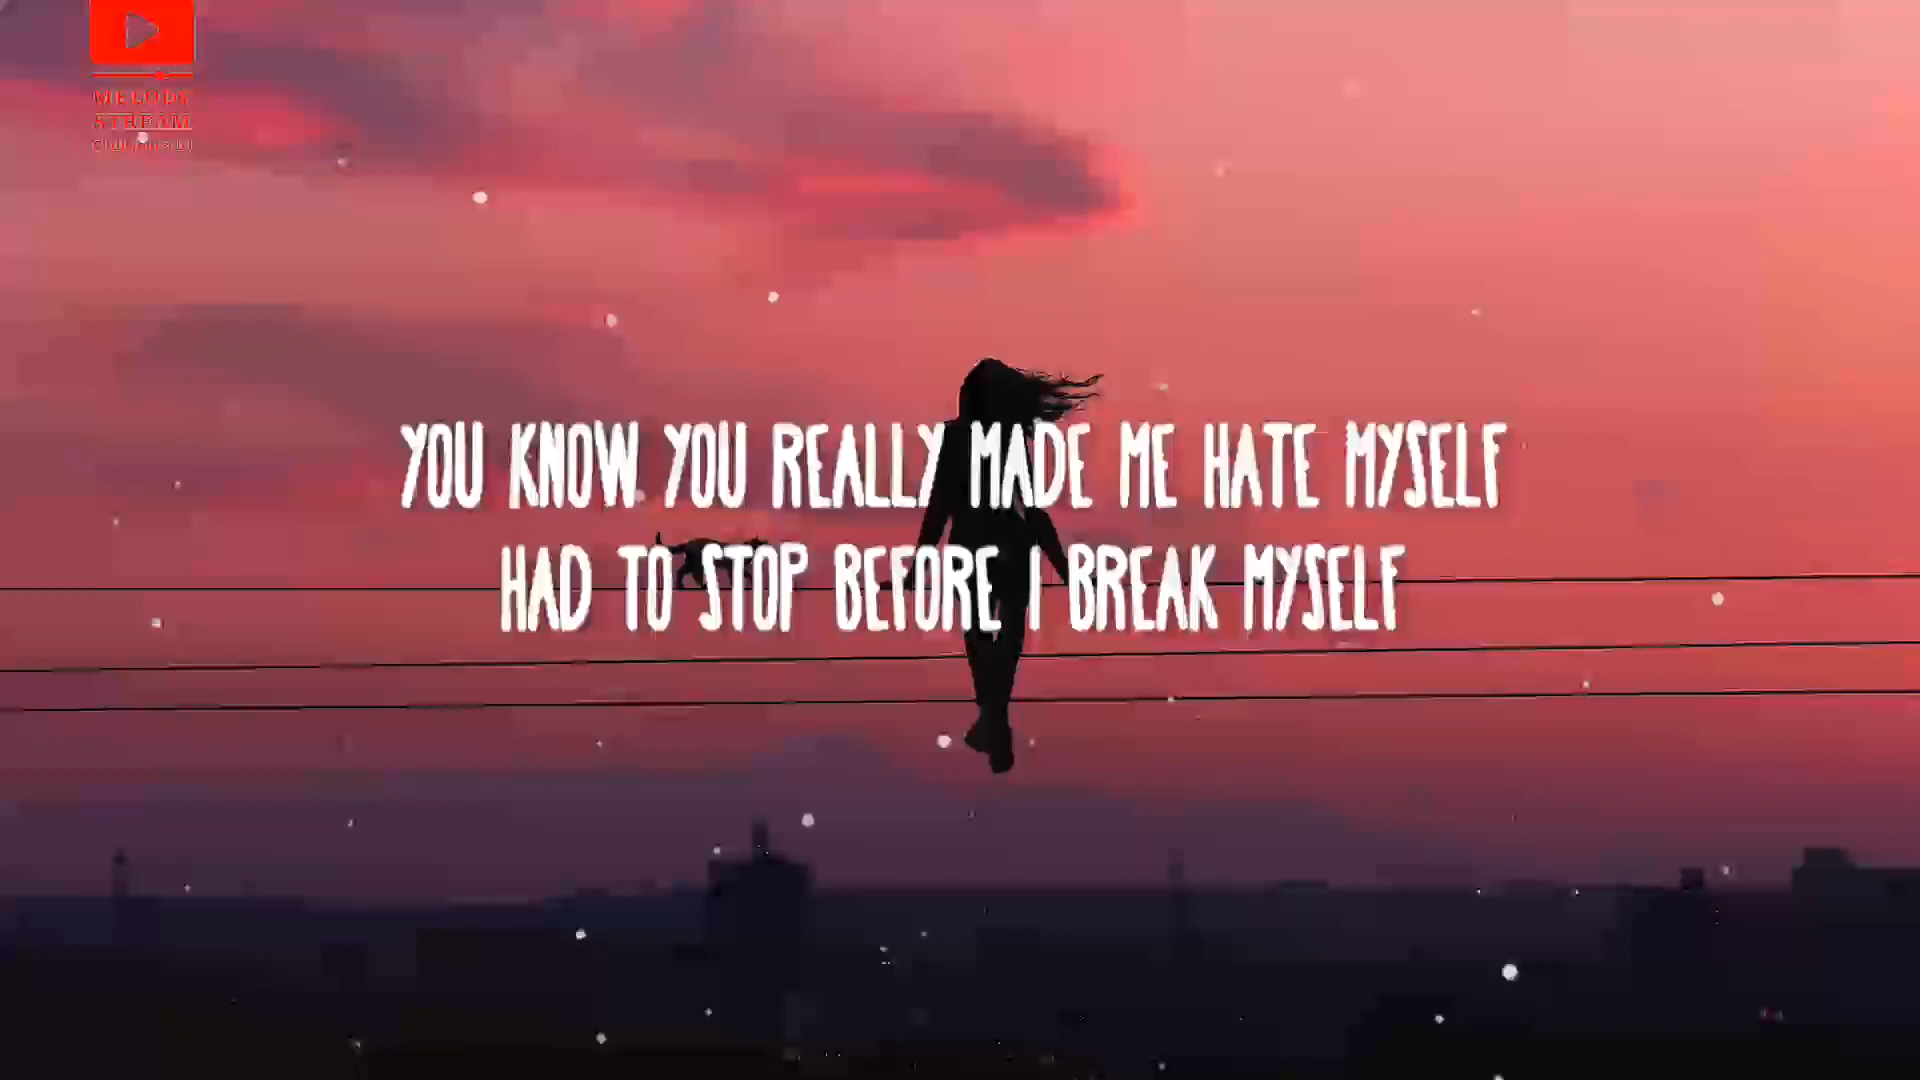 MELODY
STREAM
YOU KNOW YOU REALLY MADE ME HATE MYSELF
HAD TO STOP BEFORE I BREAK MYSELF